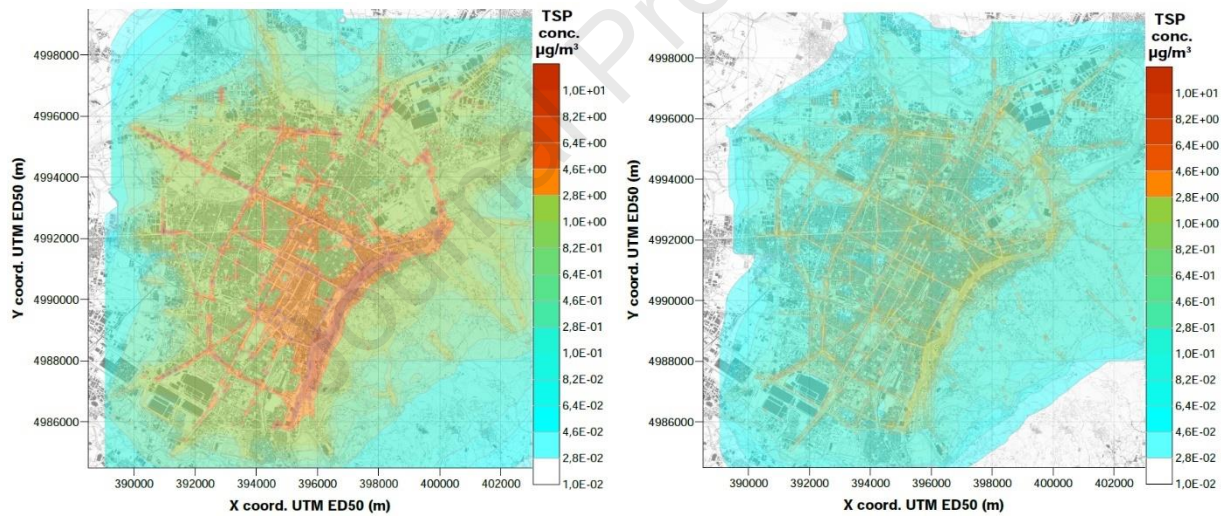 TSP
conc.
µg/m³
1,0E+01
8,2E+00
6,4E+00
4,6E+00
2,8E+00
1,0E+00
8,2E-01
6,4E-01
4,6E-01
2,8E-01
1,0E-01
8,2E-02
6,4E-02
4,6E-02
2,8E-02
1,0E-02
Y coord. UTM ED50 (m)
4998000
4996000
4994000
4992000
4990000
4988000
4986000
390000 392000 394000 396000 398000 400000 402000
X coord. UTM ED50 (m)
TSP
conc.
µg/m³
1,0E+01
8,2E+00
6,4E+00
4,6E+00
2,8E+00
1,0E+00
8,2E-01
6,4E-01
4,6E-01
2,8E-01
1,0E-01
8,2E-02
6,4E-02
4,6E-02
2,8E-02
1,0E-02
Y coord. UTM ED50 (m)
4998000
4996000
4994000
4992000
4990000
4988000
4986000
390000 392000 394000 396000 398000 400000 402000
X coord. UTM ED50 (m)